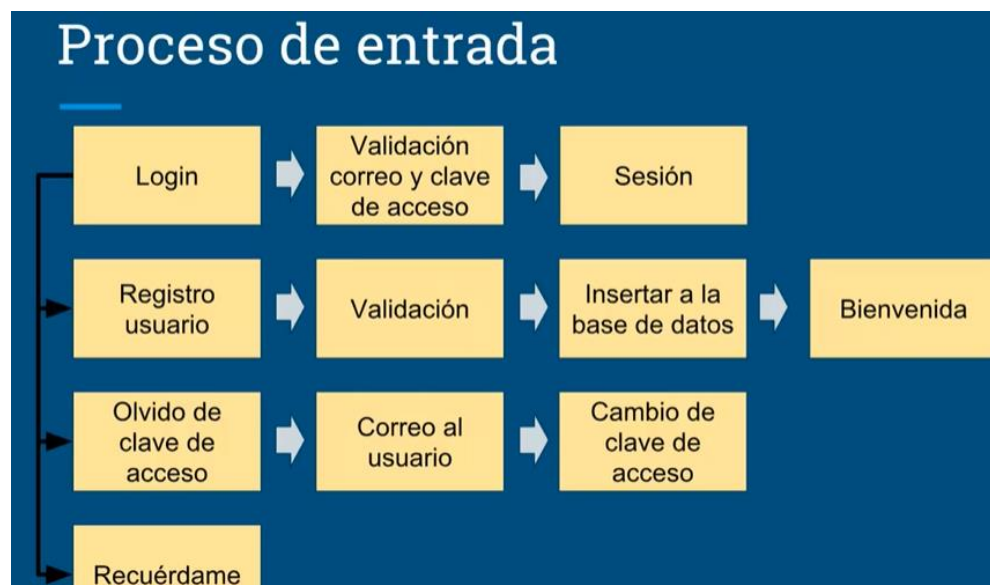 Proceso de entrada
Login
Validación
correo y clave
de acceso
Sesión
Registro
usuario
Validación
Insertar a la
base de datos
Bienvenida
Olvido de
clave de
acceso
Correo al
usuario
Cambio de
clave de
acceso
Recuérdame